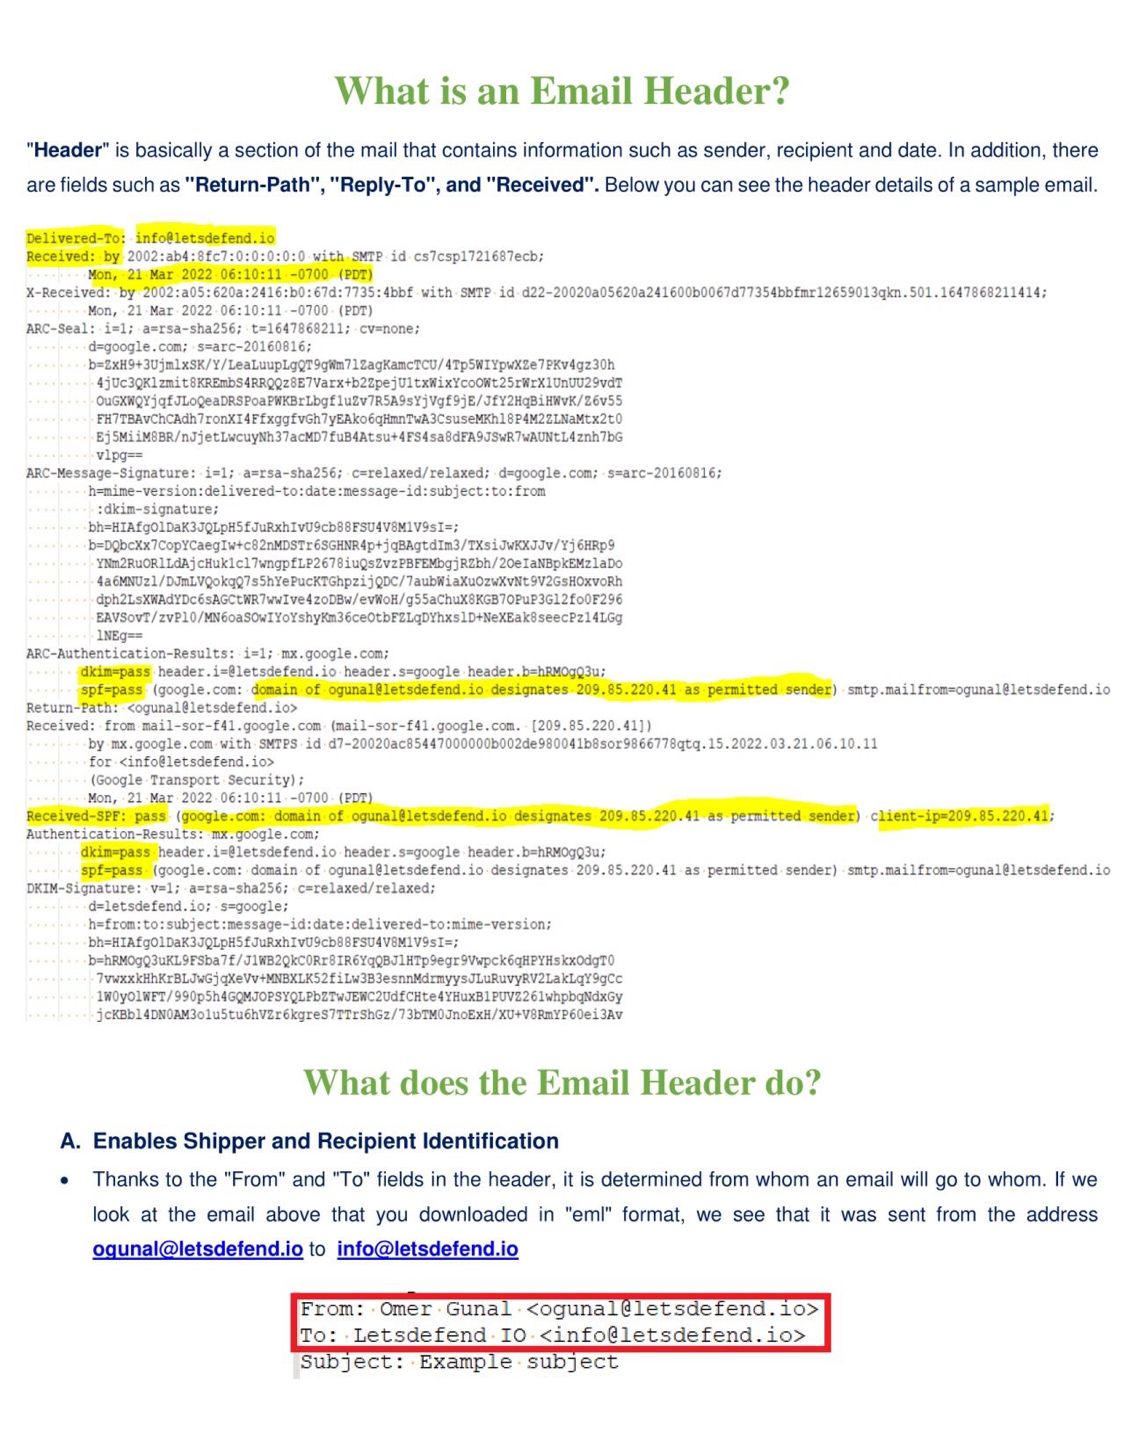 What is an Email Header?
"Header" is basically a section of the mail that contains information such as sender, recipient and date. In addition, there
are fields such as "Return-Path", "Reply-To", and "Received". Below you can see the header details of a sample email.
Delivered-To: info@letsdefend.io
Received: by 2002:ab4:8fc7:0:0:0:0:0 with SMTP id cs7csp1721687ecb;
Mon, 21 Mar 2022 06:10:11 -0700 (PDT)
X-Received: by 2002:a05:620a:2416:b0:67d:7735:4bbf with SMTP id d22-20020a05620a241600b0067d77354bbfmr12659013qkn.501.1647868211414;
Mon, 21 Mar 2022 06:10:11 -0700 (PDT)
ARC-Seal: i=1; a=rsa-sha256; t=1647868211; cv=none;
d=google.com; s=arc-20160816;
b=ZxH9+3UjmlxSK/Y/LeaLuupLgQT9gWm7lZagKamcTCU/4Tp5WIYpwXZe7PKv4gz30h
4jUc3QKlzmit8KREmbS4RRQQz8E7Varx+b2ZpejUltxWixYcoOWt25rWrXlUnUU29vdT
OuGXWQYjqfJLoQeaDRSPoaPWKBrLbgfluZv7R5A9sYjVgf9jE/JfY2HqBiHWvK/Z6v55
FH7TBAvChCAdh7ronXI4FfxggfvGh7yEAko6qHmnTwA3CsuseMKhl8P4M2ZLNaMtx2t0
Ej5MiiM8BR/nJjetLwcuyNh37acMD7fuB4Atsu+4FS4sa8dFA9JSwR7wAUNtL4znh7bG
vlpg==
ARC-Message-Signature: i=1; a=rsa-sha256; c=relaxed/relaxed; d=google.com; s=arc-20160816;
h=mime-version:delivered-to:date:message-id:subject:to:from
:dkim-signature;
bh=HIAfgOlDaK3JQLpH5fJuRxhIvU9cb88FSU4V8M1V9sI=;
b=DQbcXx7CopYCaegIw+c82nMDSTr6SGHNR4p+jqBAgtdIm3/TXsiJwKXJJv/Yj6HRp9
YNm2RuORlLdAjcHuk1cl7wngpfLP2678iuQsZvzPBFEMbgjRZbh/2OeIaNBpkEMzlaDo
4a6MNUzl/DJmLVQokqQ7s5hYePucKTGhpzijQDC/7aubWiaXuOzwXvNt9V2GsHOxvoRh
dph2LsXWAdYDc6sAGCtWR7wwIve4zoDBw/evWoH/g55aChuX8KGB7OPuP3Gl2fo0F296
EAVSovT/zvPl0/MN6oaSOwIYoYshyKm36ceOtbFZLqDYhxslD+NeXEak8seecPz14LGg
lNEg==
ARC-Authentication-Results: i=1; mx.google.com;
dkim=pass header.i=@letsdefend.io header.s=google header.b=hRMOgQ3u;
spf=pass (google.com: domain of ogunal@letsdefend.io designates 209.85.220.41 as permitted sender) smtp.mailfrom=ogunal@letsdefend.io
Return-Path: <ogunal@letsdefend.io>
Received: from mail-sor-f41.google.com (mail-sor-f41.google.com. [209.85.220.41])
by mx.google.com with SMTPS id d7-20020ac85447000000b002de980041b8sor9866778qtq.15.2022.03.21.06.10.11
for <info@letsdefend.io>
(Google Transport Security);
Mon, 21 Mar 2022 06:10:11 -0700 (PDT)
Received-SPF: pass (google.com: domain of ogunal@letsdefend.io designates 209.85.220.41 as permitted sender) client-ip=209.85.220.41;
Authentication-Results: mx.google.com;
dkim=pass header.i=@letsdefend.io header.s=google header.b=hRMOgQ3u;
spf=pass (google.com: domain of ogunal@letsdefend.io designates 209.85.220.41 as permitted sender) smtp.mailfrom=ogunal@letsdefend.io
DKIM-Signature: v=1; a=rsa-sha256; c=relaxed/relaxed;
d=letsdefend.io; s=google;
h=from:to:subject:message-id:date:delivered-to:mime-version;
bh=HIAfgOlDaK3JQLpH5fJuRxhIvU9cb88FSU4V8M1V9sI=;
b=hRMOgQ3uKL9FSba7f/J1WB2QkC0Rr8IR6YqQBJlHTp9egr9Vwpck6qHPYHskxOdgT0
7vwxxkHhKrBLJwGjqXeVv+MNBXLK52fiLw3B3esnnMdrmyysJLuRuvyRV2LakLqY9gCc
1W0yOlWFT/990p5h4GQMJOPSYQLPbZTwJEWC2UdfCHte4YHuxB1PUVZ261whpbqNdxGy
jcKBbl4DN0AM3olu5tu6hVZr6kgreS7TTrShGz/73bTM0JnoExH/XU+V8RmYP60ei3Av
What does the Email Header do?
A. Enables Shipper and Recipient Identification
• Thanks to the "From" and "To" fields in the header, it is determined from whom an email will go to whom. If we
look at the email above that you downloaded in "eml" format, we see that it was sent from the address
ogunal@letsdefend.io to info@letsdefend.io
From: Omer Gunal <ogunal@letsdefend.io>
To: Letsdefend IO <info@letsdefend.io>
Subject: Example subject